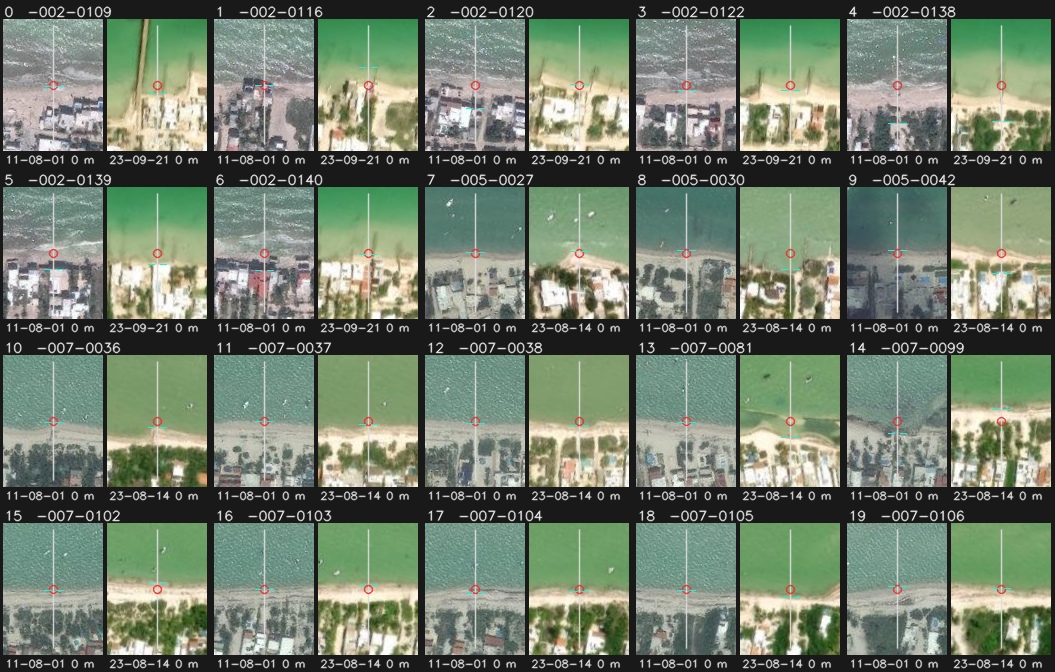 0 -002-0109
1 -002-0116
2 -002-0120
3 -002-0122
4 -002-0138
11-08-01 0 m 23-09-21 0 m
11-08-01 0 m 23-09-21 0 m
11-08-01 0 m 23-09-21 0 m
11-08-01 0 m 23-09-21 0 m
11-08-01 0 m 23-09-21 0 m
5 -002-0139
6 -002-0140
7 -005-0027
8 -005-0030
9 -005-0042
11-08-01 0 m 23-09-21 0 m
11-08-01 0 m 23-09-21 0 m
11-08-01 0 m 23-08-14 0 m
11-08-01 0 m 23-08-14 0 m
11-08-01 0 m 23-08-14 0 m
10 -007-0036
11 -007-0037
12 -007-0038
13 -007-0081
14 -007-0099
11-08-01 0 m 23-08-14 0 m
11-08-01 0 m 23-08-14 0 m
11-08-01 0 m 23-08-14 0 m
11-08-01 0 m 23-08-14 0 m
11-08-01 0 m 23-08-14 0 m
15 -007-0102
16 -007-0103
17 -007-0104
18 -007-0105
19 -007-0106
11-08-01 0 m 23-08-14 0 m
11-08-01 0 m 23-08-14 0 m
11-08-01 0 m 23-08-14 0 m
11-08-01 0 m 23-08-14 0 m
11-08-01 0 m 23-08-14 0 m